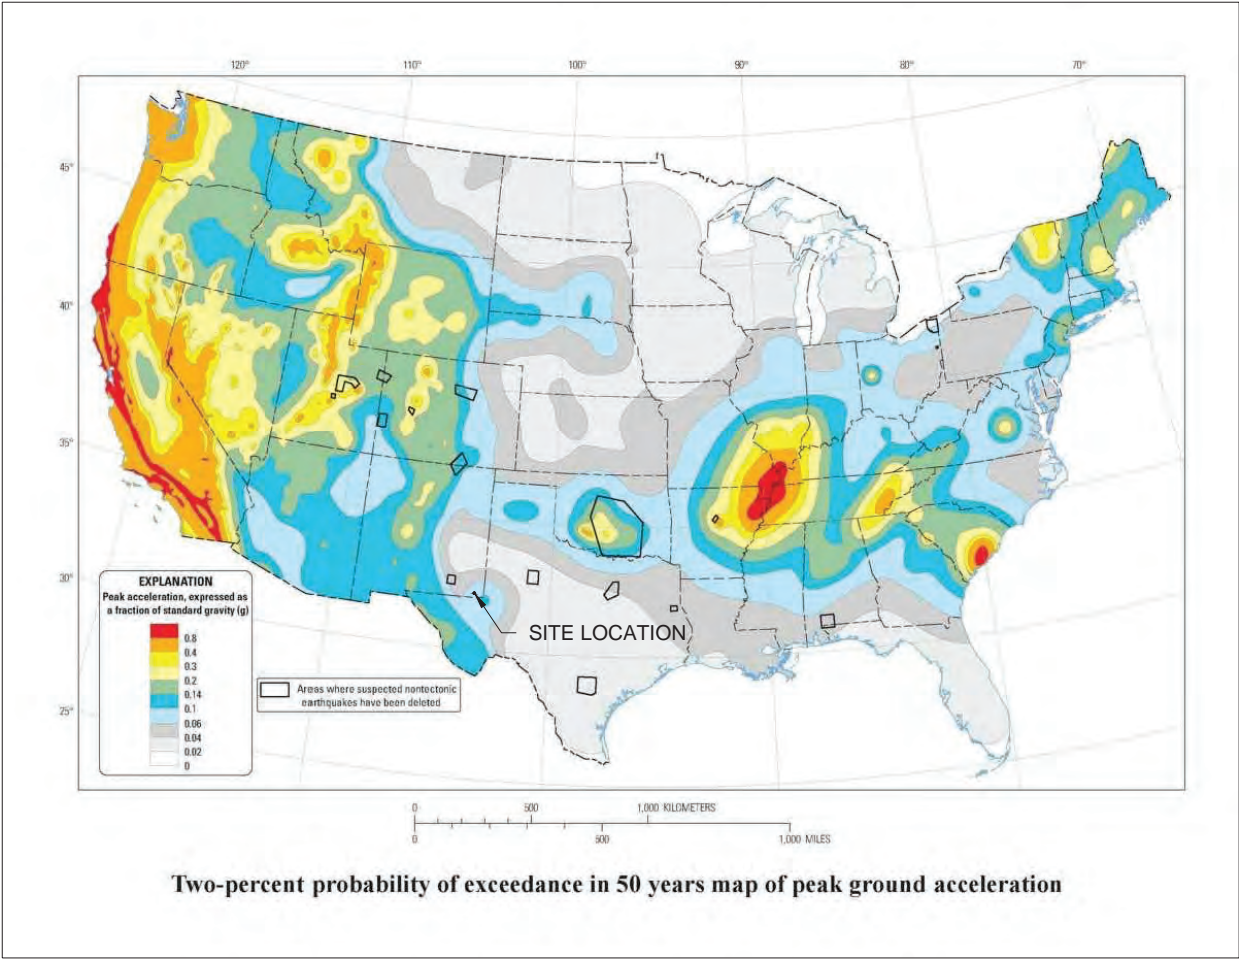 120° 110° 100° 90° 80° 70°
45°
40°
35°
30°
25°
EXPLANATION
Peak acceleration, expressed as
a fraction of standard gravity (g)
0.8
0.4
0.3
0.2
0.14
0.1
0.06
0.04
0.02
0
SITE LOCATION
Areas where suspected nontectonic
earthquakes have been deleted
0 500 1,000 KILOMETERS
0 500 1,000 MILES
Two-percent probability of exceedance in 50 years map of peak ground acceleration